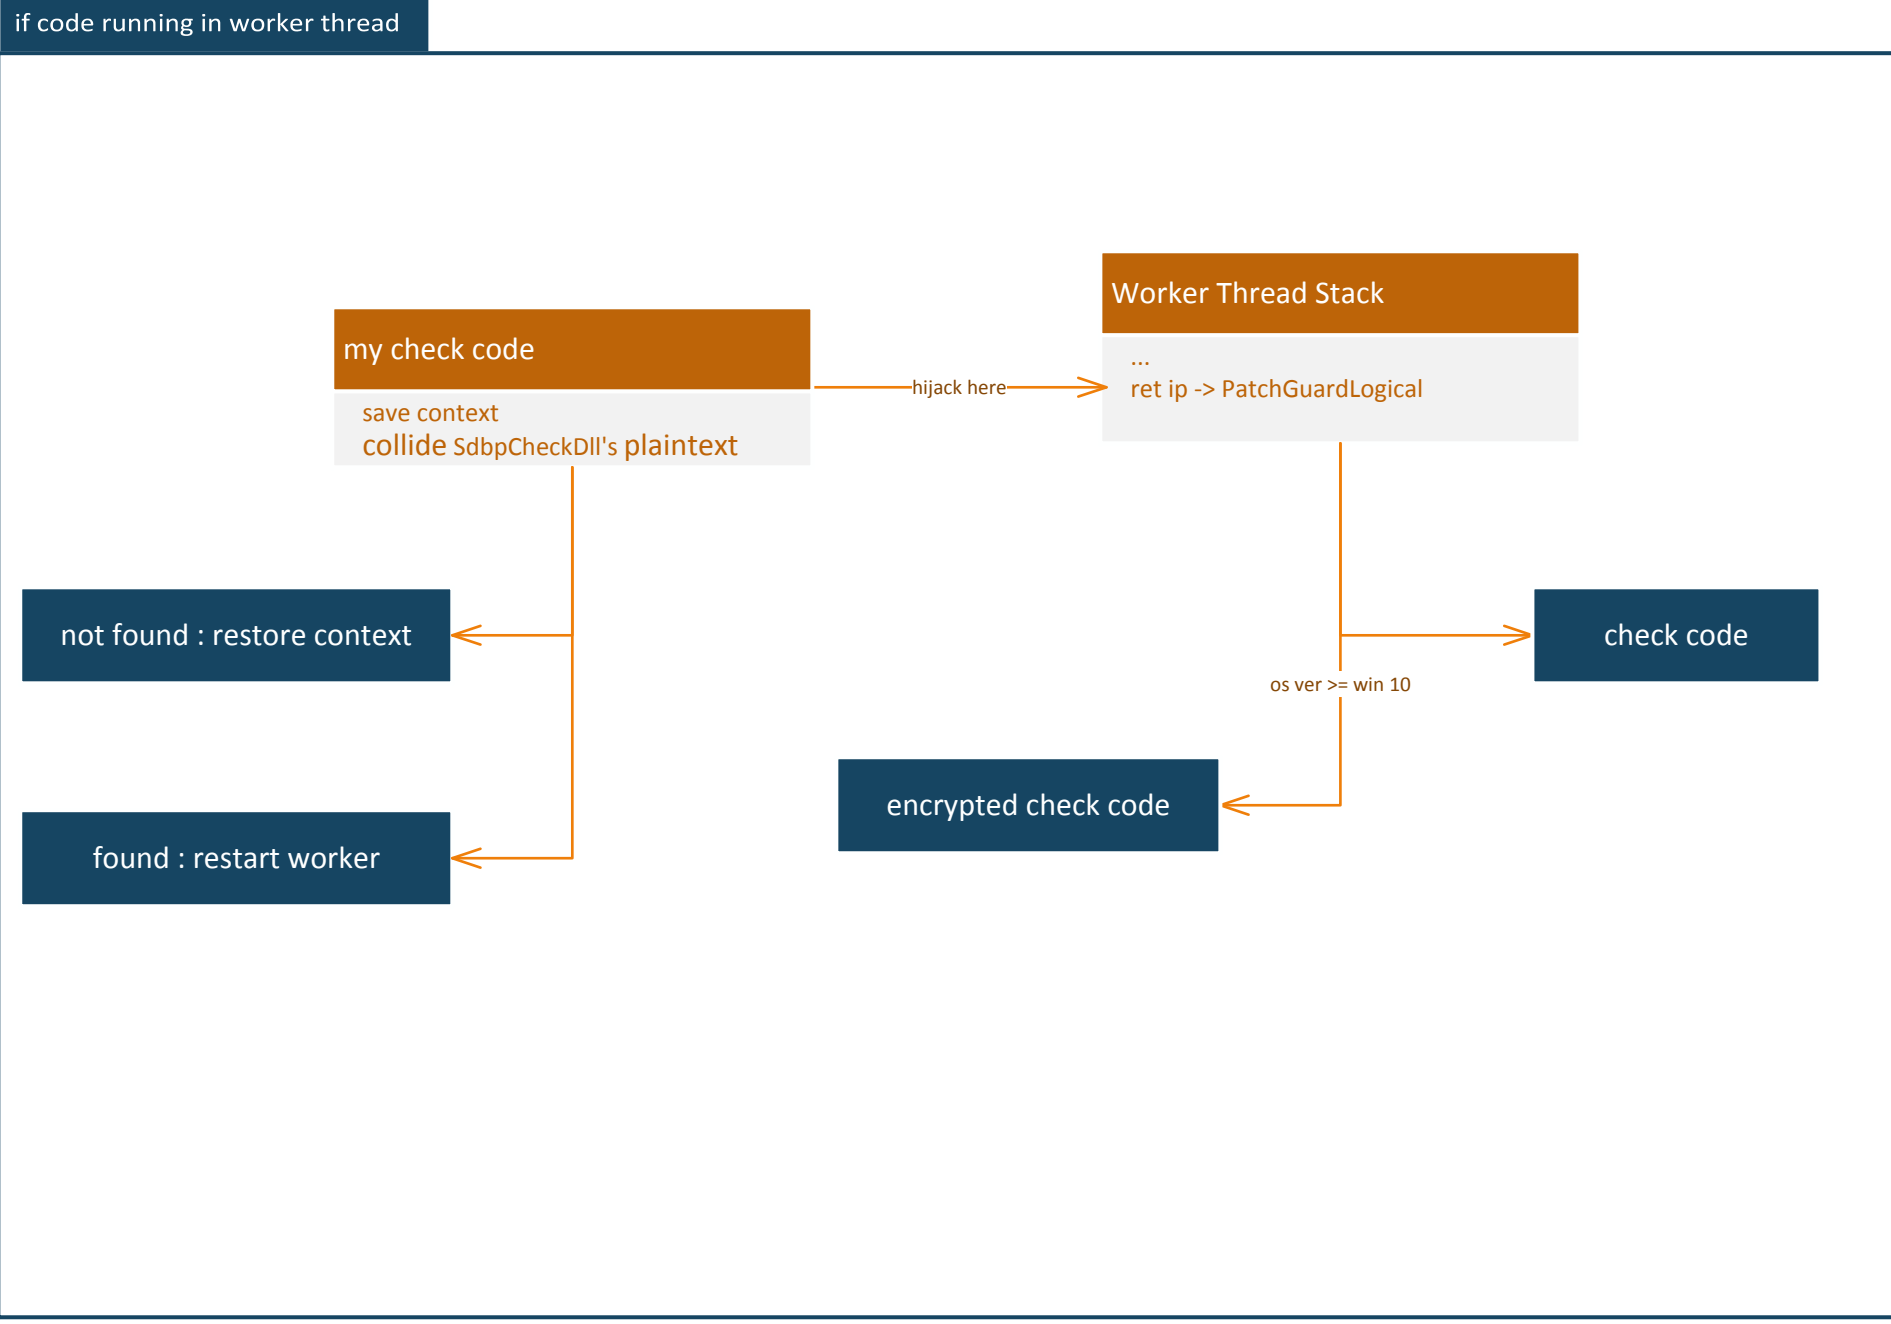 if code running in worker thread
Worker Thread Stack
...
ret ip -> PatchGuardLogical
my check code
save context
collide SdbpCheckDll's plaintext
hijack here
not found : restore context
check code
os ver >= win 10
encrypted check code
found : restart worker